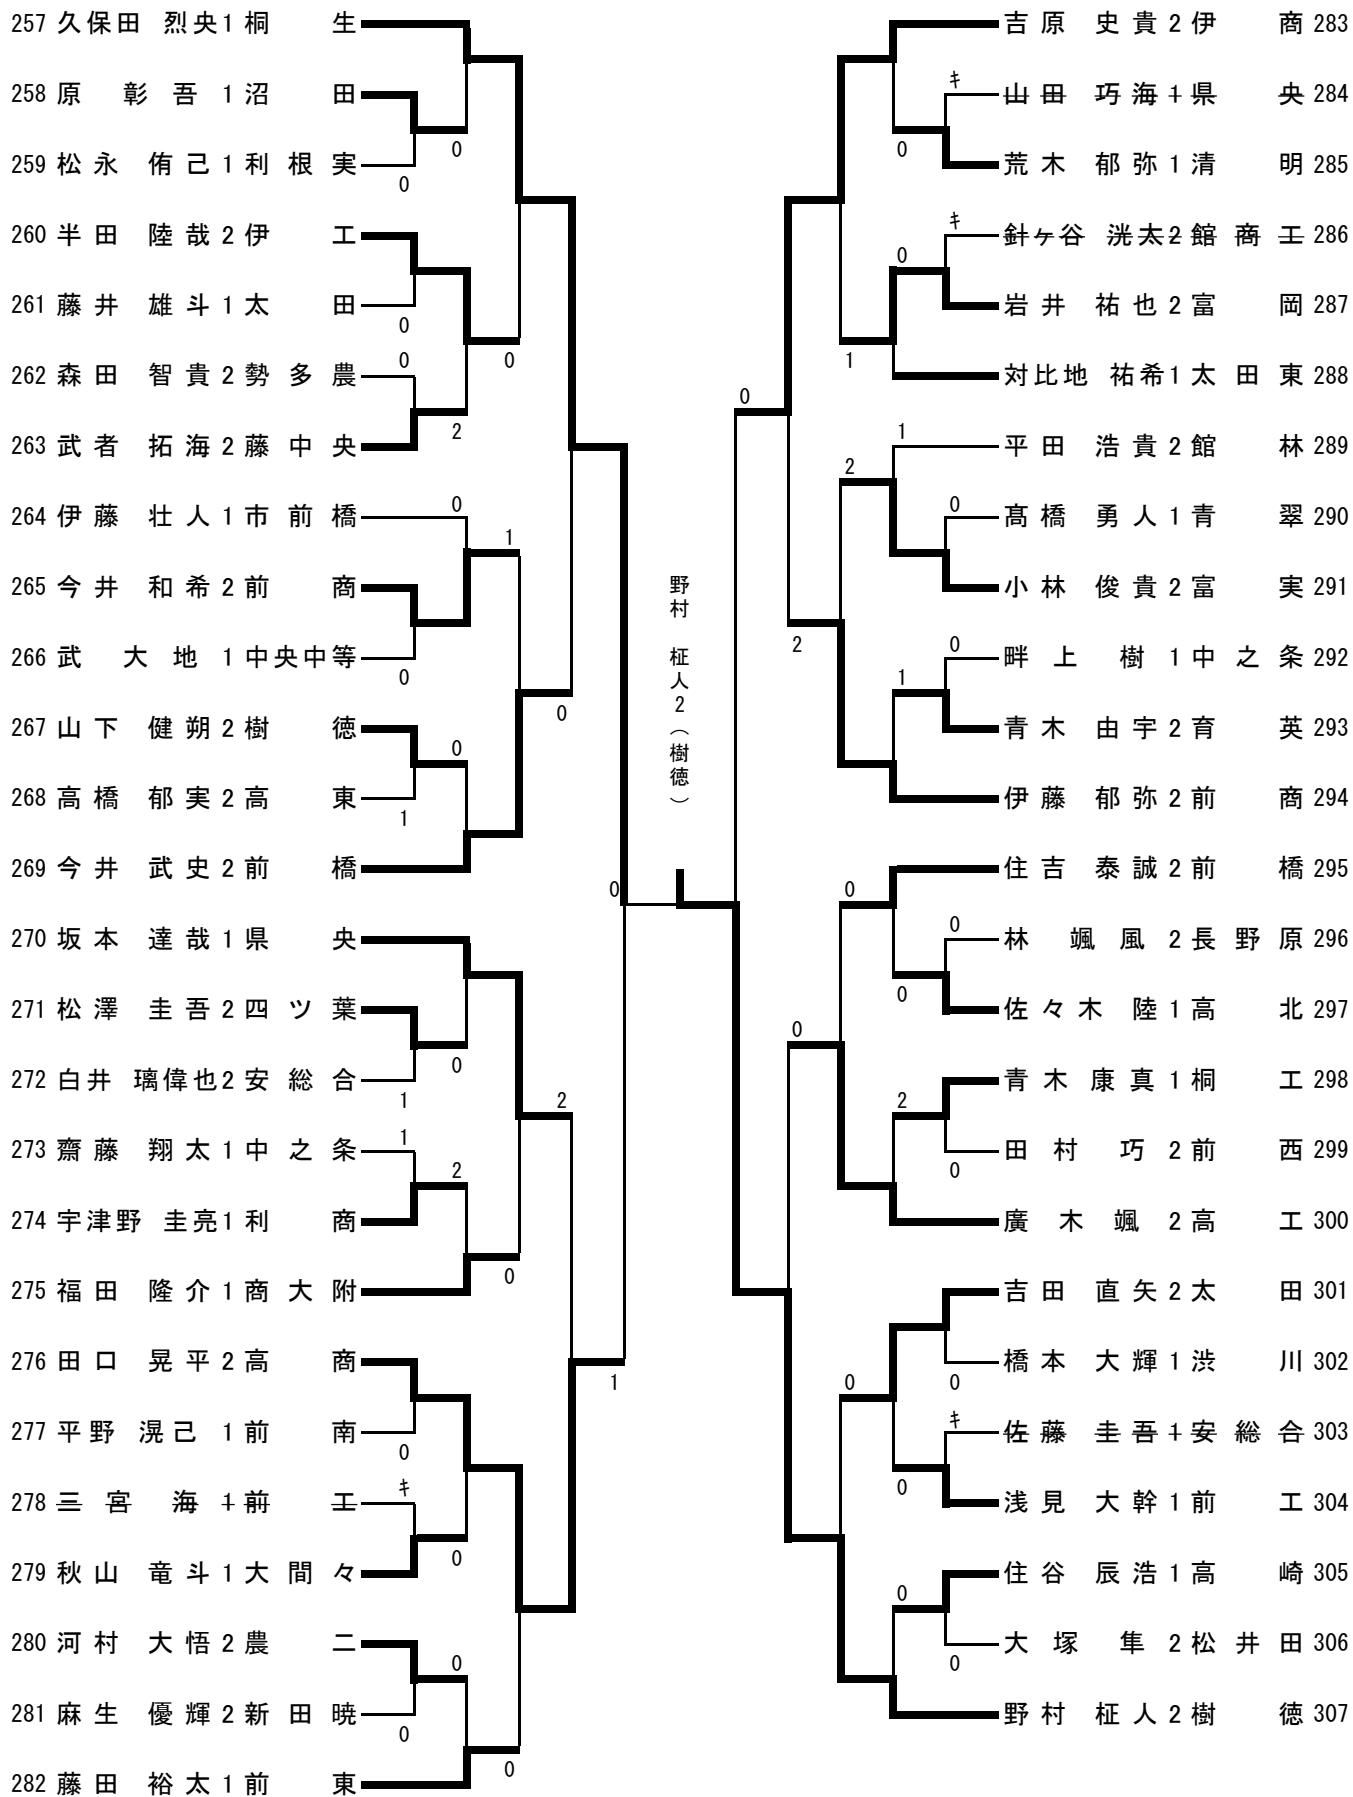 257 久保田 烈央 1 桐生
258 原 彰吾 1 沼田
0
259 松永 侑己 1 利根実
0
260 半田 陸哉 2 伊工
261 藤井 雄斗 1 太田
0
0
0
262 森田 智貴 2 勢多農
263 武者 拓海 2 藤中央
2
264 伊藤 壮人 1 市前橋
0
1
265 今井 和希 2 前商
266 武 大地 1 中央中等
0
267 山下 健朔 2 樹徳
0
0
268 高橋 郁実 2 高東
1
269 今井 武史 2 前橋
0
270 坂本 達哉 1 県央
271 松澤 圭吾 2 四ツ葉
0
272 白井 璃偉也 2 安総合
1
2
273 齋藤 翔太 1 中之条
1
2
274 宇津野 圭亮 1 利商
275 福田 隆介 1 商大附
0
276 田口 晃平 2 高商
1
277 平野 滉己 1 前南
0
278 三宮 海 1 前工
キ
279 秋山 竜斗 1 大間々
0
280 河村 大悟 2 農二
0
281 麻生 優輝 2 新田暁
0
282 藤田 裕太 1 前東
0
野村 柾人2(樹徳)
吉原 史貴 2 伊商 283
キ
山田 巧海 1 県央 284
0
荒木 郁弥 1 清明 285
キ
針ヶ谷 洸太 2 館商工 286
0
岩井 祐也 2 富岡 287
1
対比地 祐希 1 太田東 288
0
1
平田 浩貴 2 館林 289
2
0
髙橋 勇人 1 青翠 290
小林 俊貴 2 富実 291
2
0
畔上 樹 1 中之条 292
1
青木 由宇 2 育英 293
伊藤 郁弥 2 前商 294
住吉 泰誠 2 前橋 295
0
0
林 颯風 2 長野原 296
0
佐々木 陸 1 高北 297
0
青木 康真 1 桐工 298
2
田村 巧 2 前西 299
0
廣木 颯 2 高工 300
吉田 直矢 2 太田 301
橋本 大輝 1 渋川 302
0
0
キ
佐藤 圭吾 1 安総合 303
0
浅見 大幹 1 前工 304
住谷 辰浩 1 高崎 305
0
大塚 隼 2 松井田 306
0
野村 柾人 2 樹徳 307